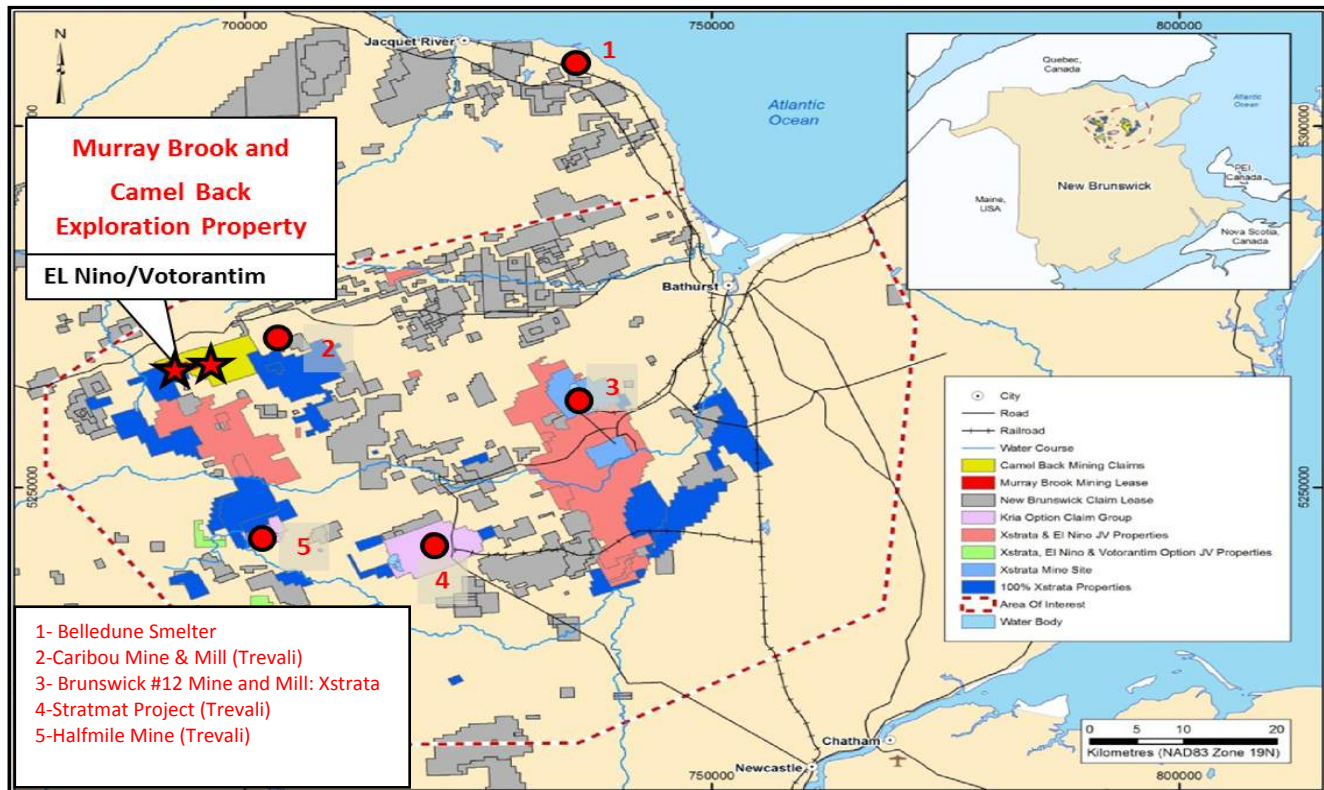 700000
750000
800000
N
Jacquet River
1
Atlantic
Ocean
Quebec,
Canada
Atlantic
Ocean
New Brunswick
PEI,
Canada
Maine,
USA
Nova Scotia,
Canada
5300000
Murray Brook and
Camel Back
Exploration Property
EL Nino/Votorantim
Bathurst
2
3
City
Road
Railroad
Water Course
Camel Back Mining Claims
Murray Brook Mining Lease
New Brunswick Claim Lease
Kria Option Claim Group
Xstrata & El Nino JV Properties
Xstrata, El Nino & Votorantim Option JV Properties
Xstrata Mine Site
100% Xstrata Properties
Area Of Interest
Water Body
5250000
5250000
5
4
1- Belledune Smelter
2-Caribou Mine & Mill (Trevali)
3- Brunswick #12 Mine and Mill: Xstrata
4-Stratmat Project (Trevali)
5-Halfmile Mine (Trevali)
Chatham
Newcastle
0 5 10 20
Kilometres (NAD83 Zone 19N)
750000
800000